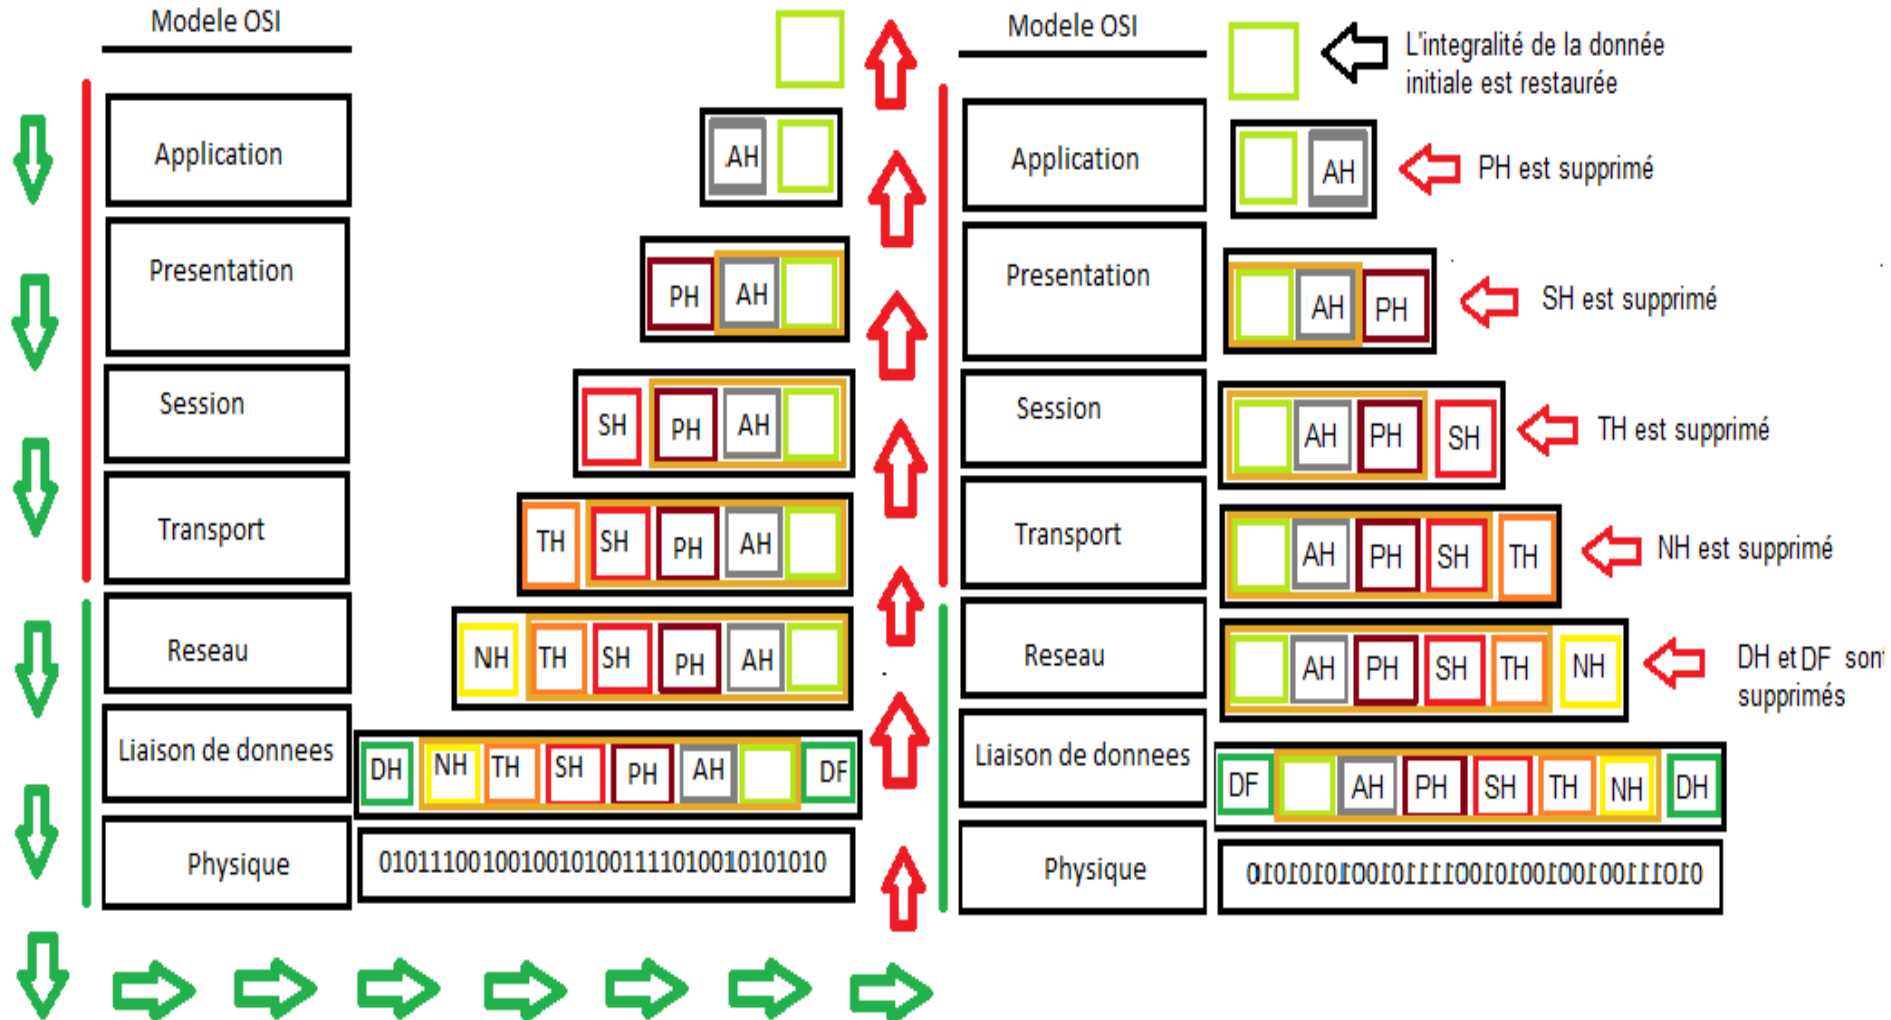 Modele OSI
Application
AH
Presentation
PH AH
Session
SH PH AH
Transport
TH SH PH AH
Reseau
NH TH SH PH AH
Liaison de donnees
DH NH TH SH PH AH DF
Physique
01011100100100101001111010010101010
Modele OSI
L'integralité de la donnée
initiale est restaurée
Application
AH
PH est supprimé
Presentation
AH PH
SH est supprimé
Session
AH PH SH
TH est supprimé
Transport
AH PH SH TH
NH est supprimé
Reseau
AH PH SH TH NH
DH et DF sont
supprimés
Liaison de donnees
DF AH PH SH TH NH DH
Physique
01010101001011110010100100100111010